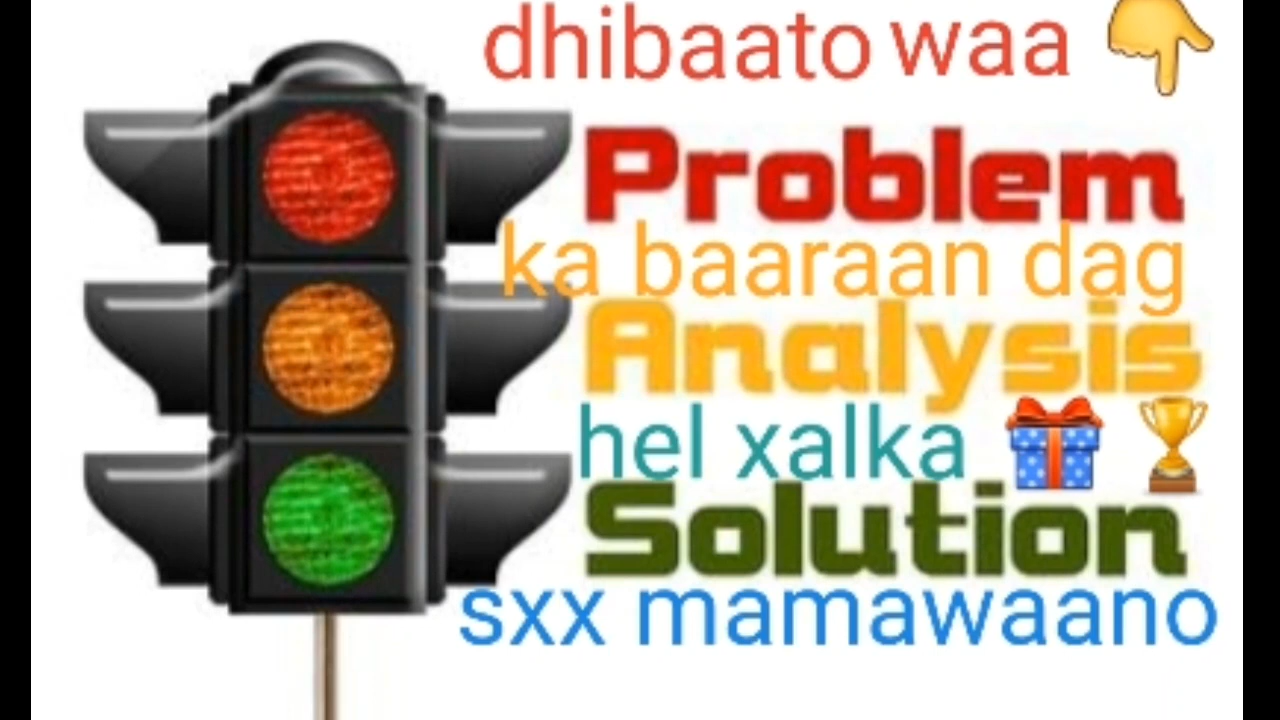 dhibaato waa
Problem
ka baaraan dag
Analysis
hel xalka
Solution
sxx mamawaano